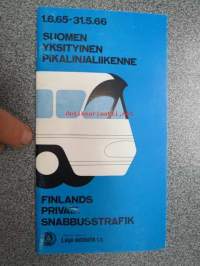 1.6.65-31.5.66
SUOMEN
YKSITYINEN
PIKALINJALIIKENNE
FINLANDS
PRIVAT
SNABBUSSTRAFIK